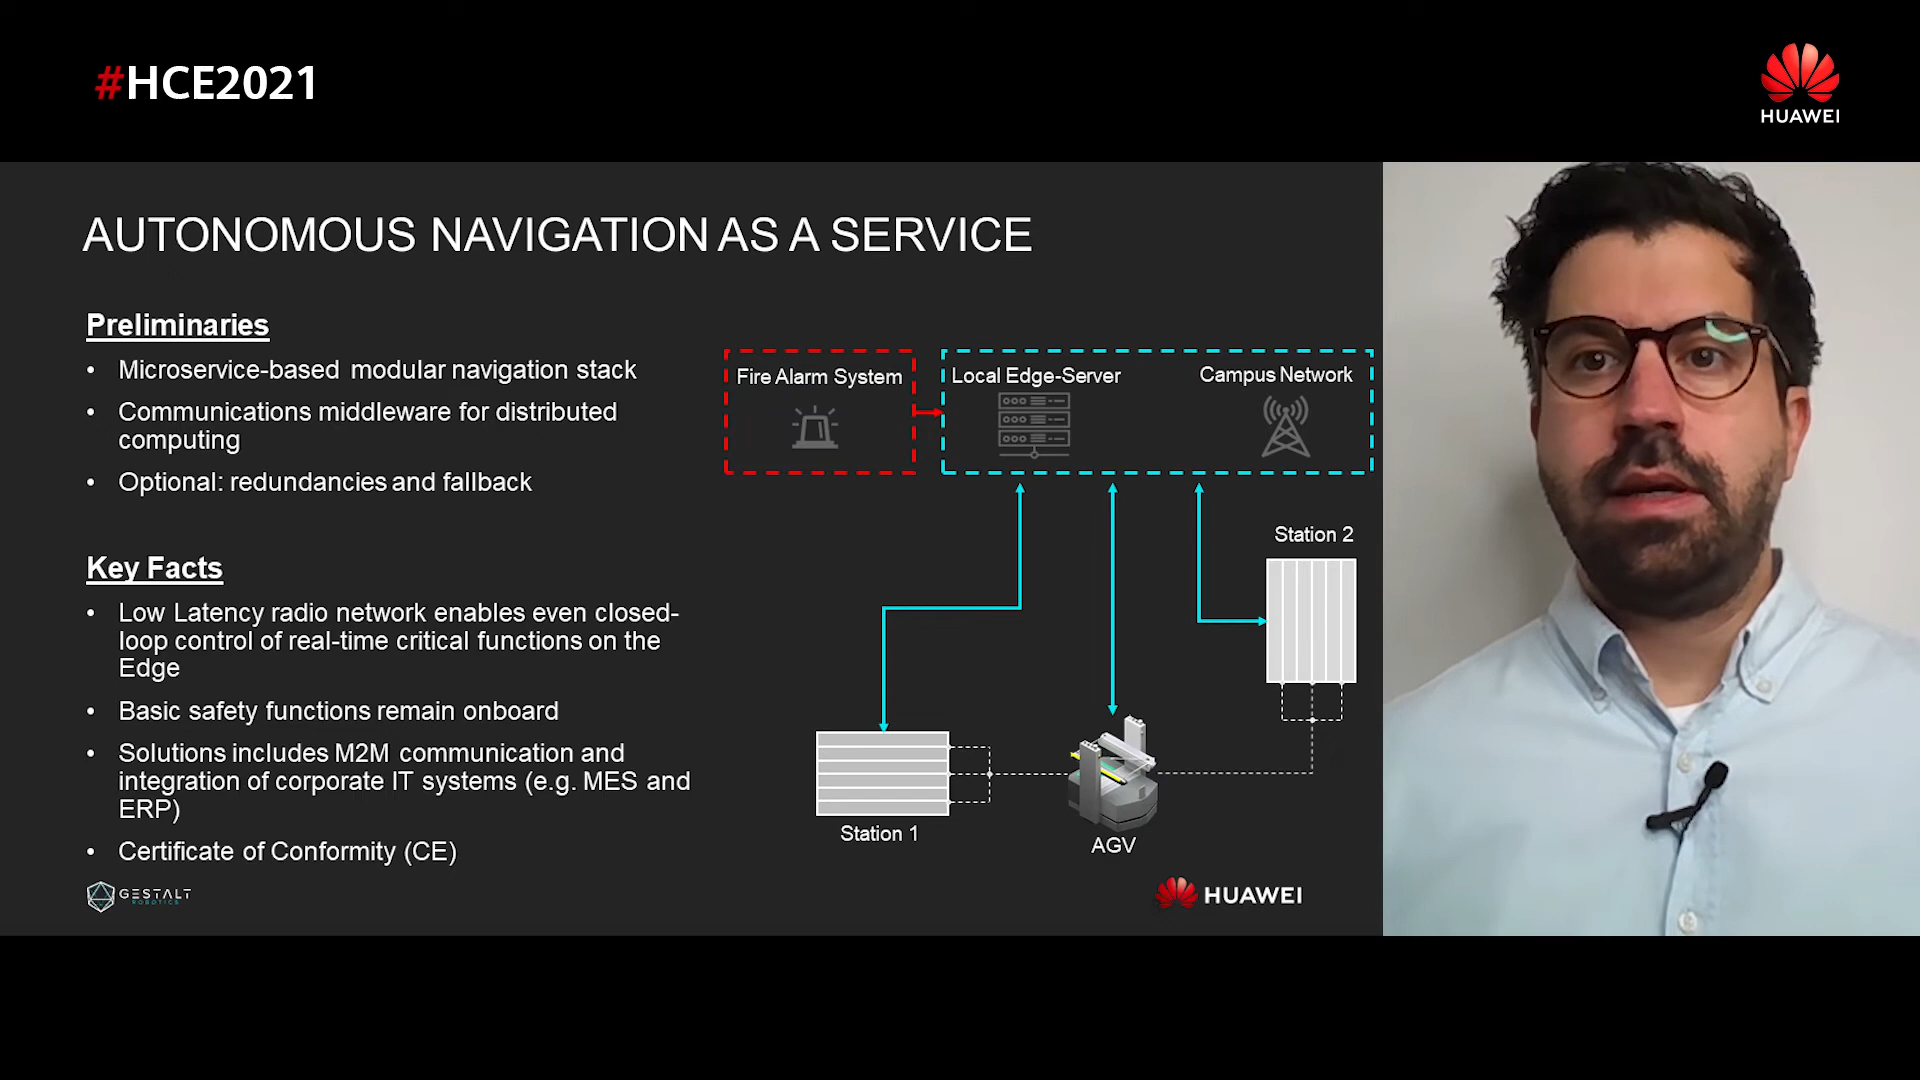 #HCE2021
HUAWEI
AUTONOMOUS NAVIGATION AS A SERVICE
Preliminaries
• Microservice-based modular navigation stack
• Communications middleware for distributed
computing
• Optional: redundancies and fallback
Key Facts
• Low Latency radio network enables even closed-
loop control of real-time critical functions on the
Edge
• Basic safety functions remain onboard
• Solutions includes M2M communication and
integration of corporate IT systems (e.g. MES and
ERP)
• Certificate of Conformity (CE)
Fire Alarm System
Local Edge-Server
Campus Network
Station 2
Station 1
AGV
GESTALT
ROBOTICS
HUAWEI